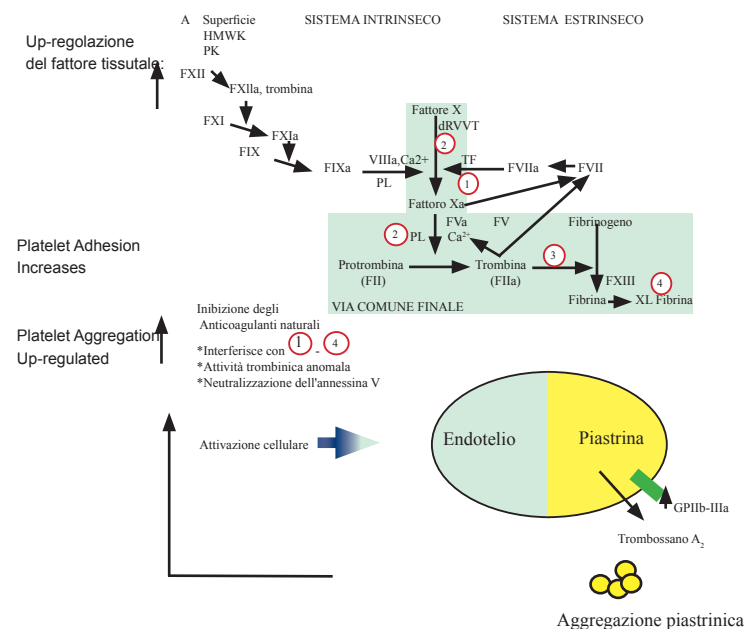 A Superficie
HMWK
PK
SISTEMA INTRINSECO
SISTEMA ESTRINSECO
Up-regolazione
del fattore tissutale:
FXII
FXIIa, trombina
FXI
FXIa
FIX
FIXa
VIIIa,Ca2+
PL
Fattore X
dRVVT
2
TF
1
FVIIa
FVII
Fattoro Xa
2
PL
FVa
Ca2+
FV
Fibrinogeno
Platelet Adhesion
Increases
Protrombina
(FII)
Trombina
(FIIa)
3
FXIII
4
Fibrina
XL Fibrina
VIA COMUNE FINALE
Platelet Aggregation
Up-regulated
Inibizione degli
Anticoagulanti naturali
*Interferisce con 1 - 4
*Attività trombinica anomala
*Neutralizzazione dell'annessina V
Attivazione cellulare
Endotelio
Piastrina
GPIIb-IIIa
Trombossano A2
Aggregazione piastrinica